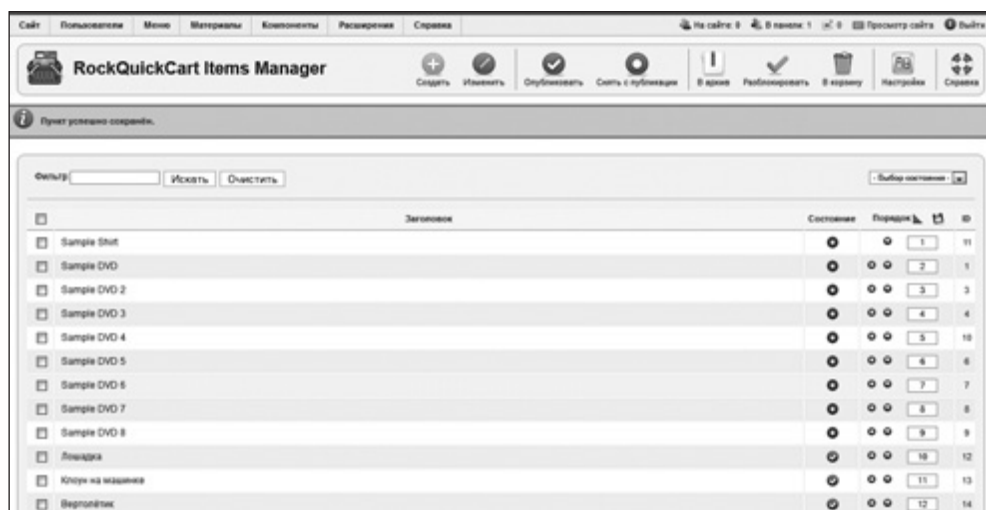 Сайт Пользователи Меню Материалы Компоненты Расширения Справка На сайте: 0 В панели: 1 0 Просмотр сайта Выйти
RockQuickCart Items Manager
Создать Изменить Опубликовать Снять с публикации В архив Разблокировать В корзину Настройки Справка
Пункт успешно сохранён.
Фильтр Искать Очистить - Выбор состояния -
Заголовок Состояние Порядок ID
Sample Shirt 1 11
Sample DVD 2 1
Sample DVD 2 3 3
Sample DVD 3 4 4
Sample DVD 4 5 10
Sample DVD 5 6 6
Sample DVD 6 7 7
Sample DVD 7 8 8
Sample DVD 8 9 9
Лошадка 10 12
Клоун на машинке 11 13
Вертолётик 12 14